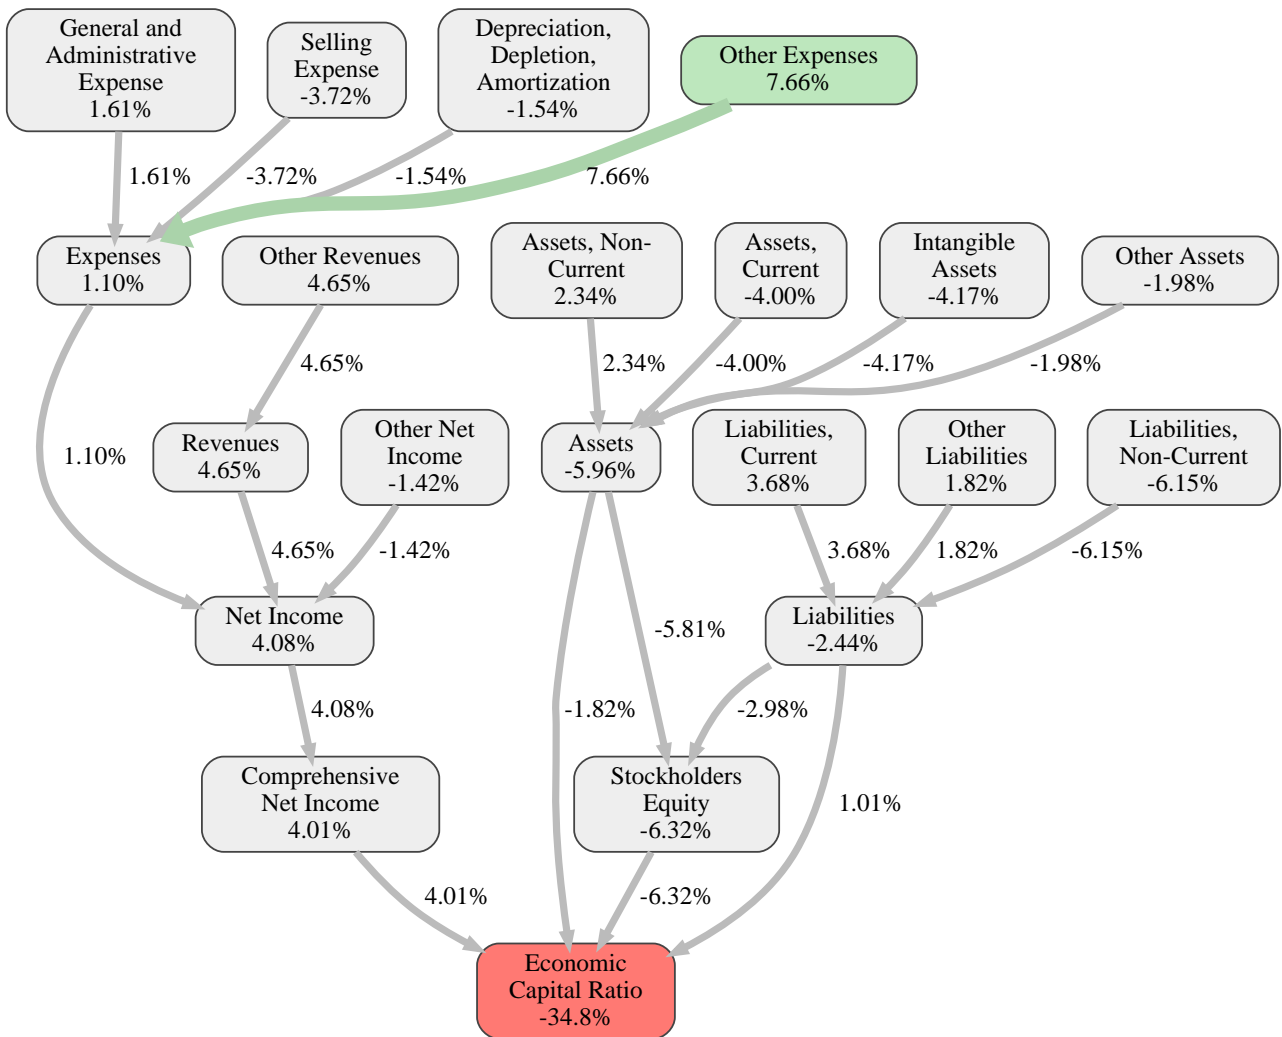 General and
Administrative
Expense
1.61%
Selling
Expense
-3.72%
Depreciation,
Depletion,
Amortization
-1.54%
Other Expenses
7.66%
1.61%
-3.72%
-1.54%
7.66%
Expenses
1.10%
Other Revenues
4.65%
Assets, Non-
Current
2.34%
Assets,
Current
-4.00%
Intangible
Assets
-4.17%
Other Assets
-1.98%
4.65%
2.34%
-4.00%
-4.17%
-1.98%
1.10%
Revenues
4.65%
Other Net
Income
-1.42%
Assets
-5.96%
Liabilities,
Current
3.68%
Other
Liabilities
1.82%
Liabilities,
Non-Current
-6.15%
4.65%
-1.42%
3.68%
1.82%
-6.15%
Net Income
4.08%
-5.81%
Liabilities
-2.44%
4.08%
-1.82%
-2.98%
Comprehensive
Net Income
4.01%
Stockholders
Equity
-6.32%
1.01%
4.01%
-6.32%
Economic
Capital Ratio
-34.8%